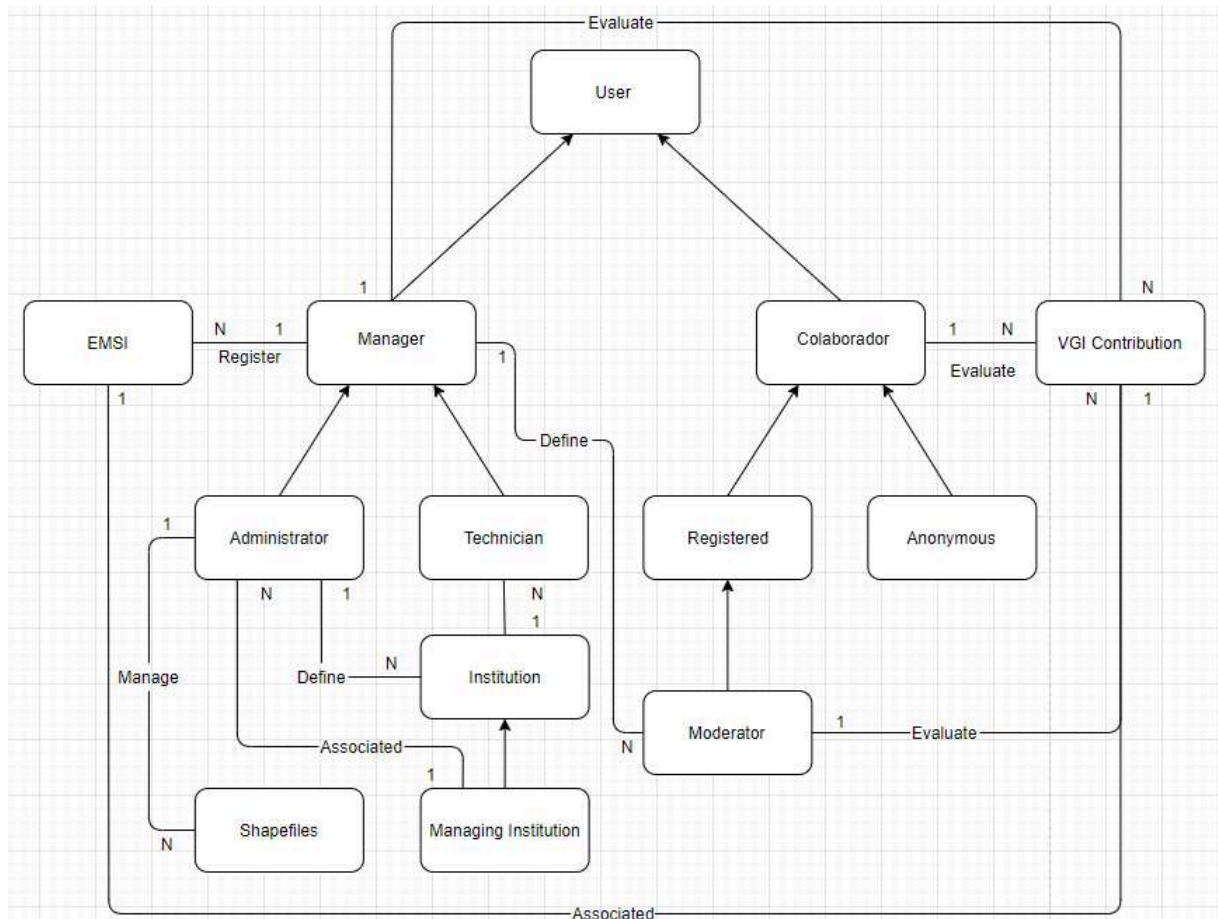 Evaluate
User
1
N
EMSI
N
1
Register
Manager
1
Colaborador
1
N
Evaluate
VGI Contribution
1
N
1
Define
1
Administrator
Technician
Registered
Anonymous
N
1
N
1
Manage
Define
N
Institution
Associated
1
N
Moderator
1
Evaluate
N
Shapefiles
Managing Institution
Associated